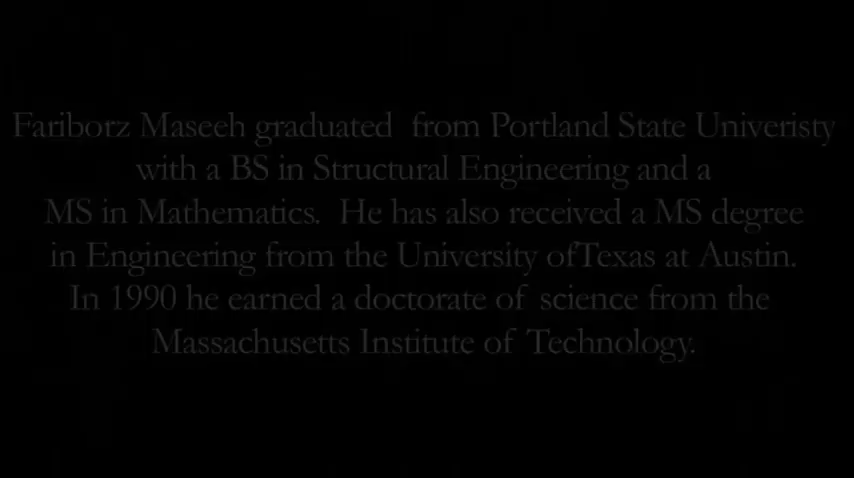 Fariborz Maseeh graduated from Portland State Univeristy
with a BS in Structural Engineering and a
MS in Mathematics. He has also received a MS degree
in Engineering from the University ofTexas at Austin.
In 1990 he earned a doctorate of science from the
Massachusetts Institute of Technology.